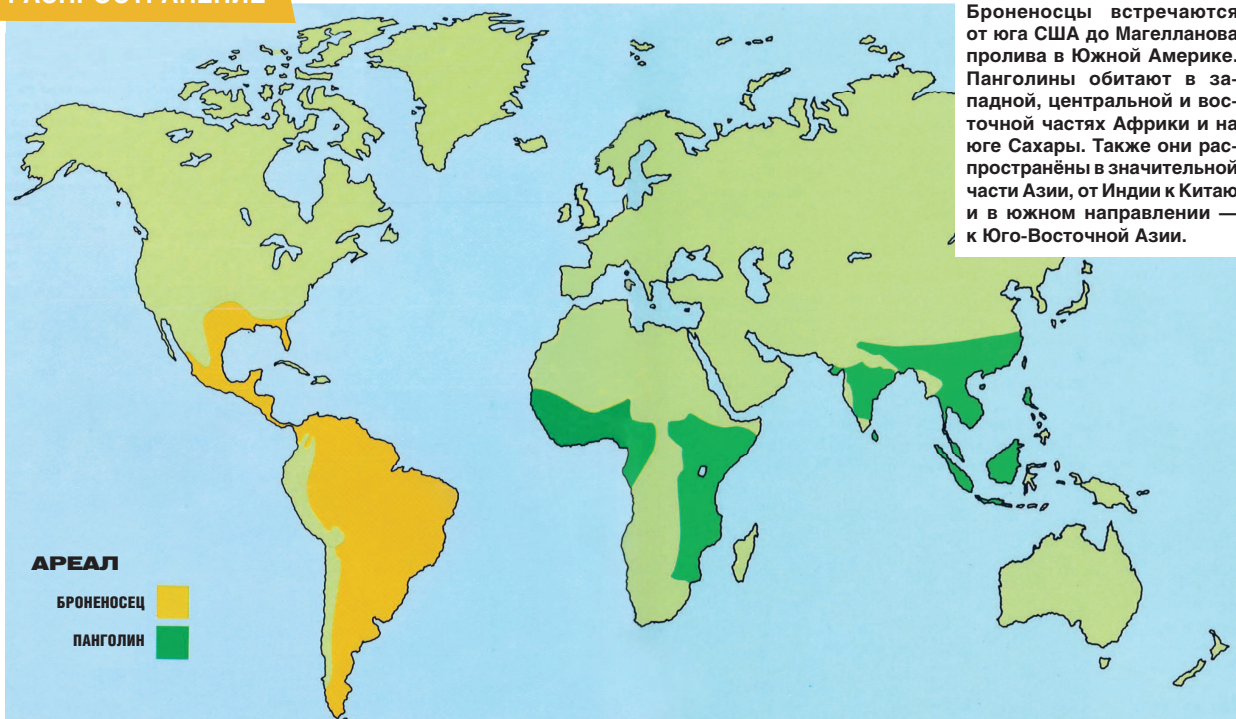 РАСПРОСТРАНЕНИЕ
Броненосцы встречаются
от юга США до Магелланова
пролива в Южной Америке.
Панголины обитают в за-
падной, центральной и вос-
точной частях Африки и на
юге Сахары. Также они рас-
пространёны в значительной
части Азии, от Индии к Китаю
и в южном направлении —
к Юго-Восточной Азии.
АРЕАЛ
БРОНЕНОСЕЦ
ПАНГОЛИН